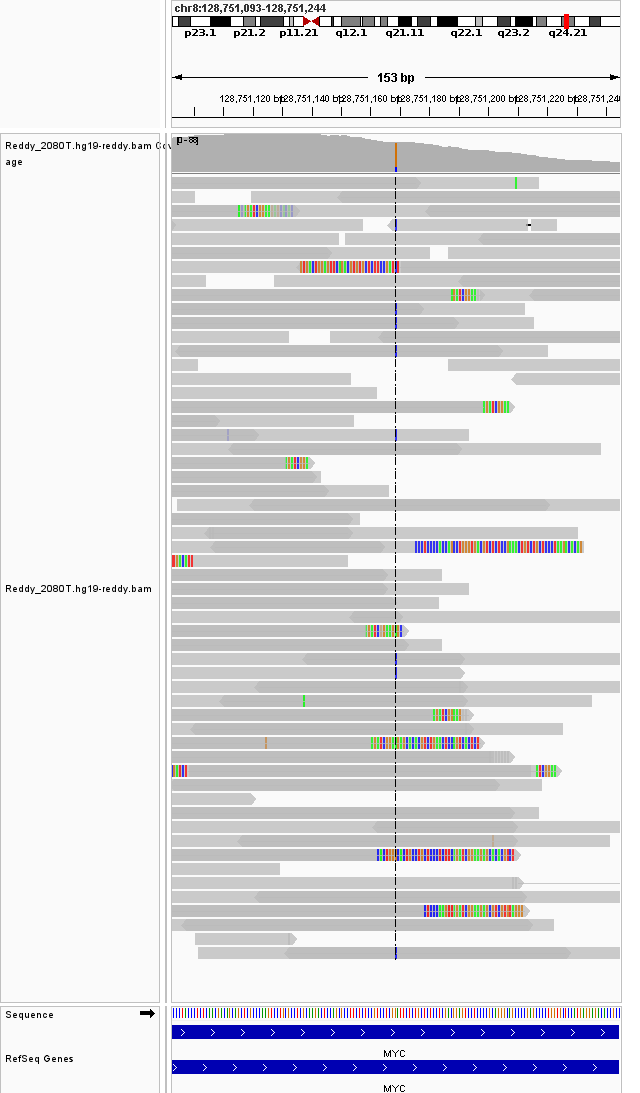 chr8:128,751,093-128,751,244
p23.1 p21.2 p11.21 q12.1 q21.11 q22.1 q23.2 q24.21
153 bp
128,751,120 bp 128,751,140 bp 128,751,160 bp 128,751,180 bp 128,751,200 bp 128,751,220 bp 128,751,240
Reddy_2080T.hg19-reddy.bam Cov
age
Reddy_2080T.hg19-reddy.bam
Sequence
MYC
RefSeq Genes
MYC